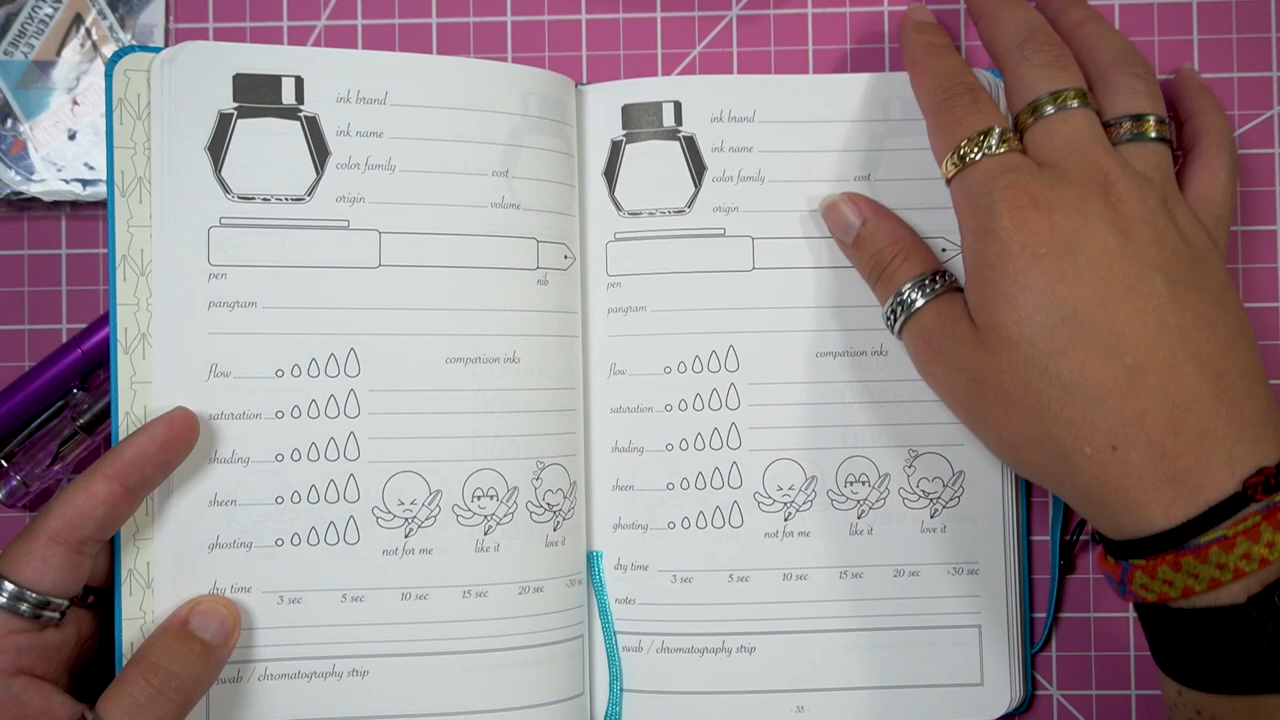 ink brand
ink name
color family cost
origin volume
pen nib
pangram
flow comparison inks
saturation
shading
sheen
ghosting
not for me like it love it
dry time
3 sec 5 sec 10 sec 15 sec 20 sec >30 sec
swab / chromatography strip
ink brand
ink name
color family cost
origin
pen
pangram
flow comparison inks
saturation
shading
sheen
ghosting
not for me like it love it
dry time
3 sec 5 sec 10 sec 15 sec 20 sec >30 sec
notes
swab / chromatography strip
- 35 -